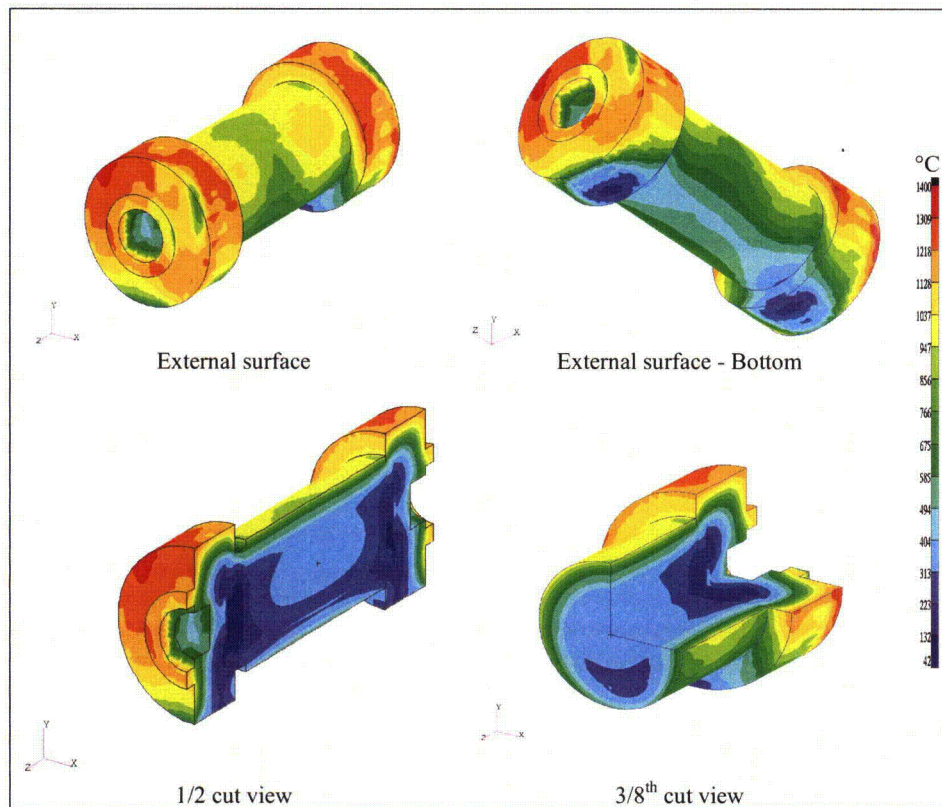 °C
1400
1309
1218
1128
1037
947
856
766
675
585
494
404
313
223
132
42
Y
Z X
External surface
Y
Z X
External surface - Bottom
Y
Z X
1/2 cut view
Y
Z X
3/8th cut view